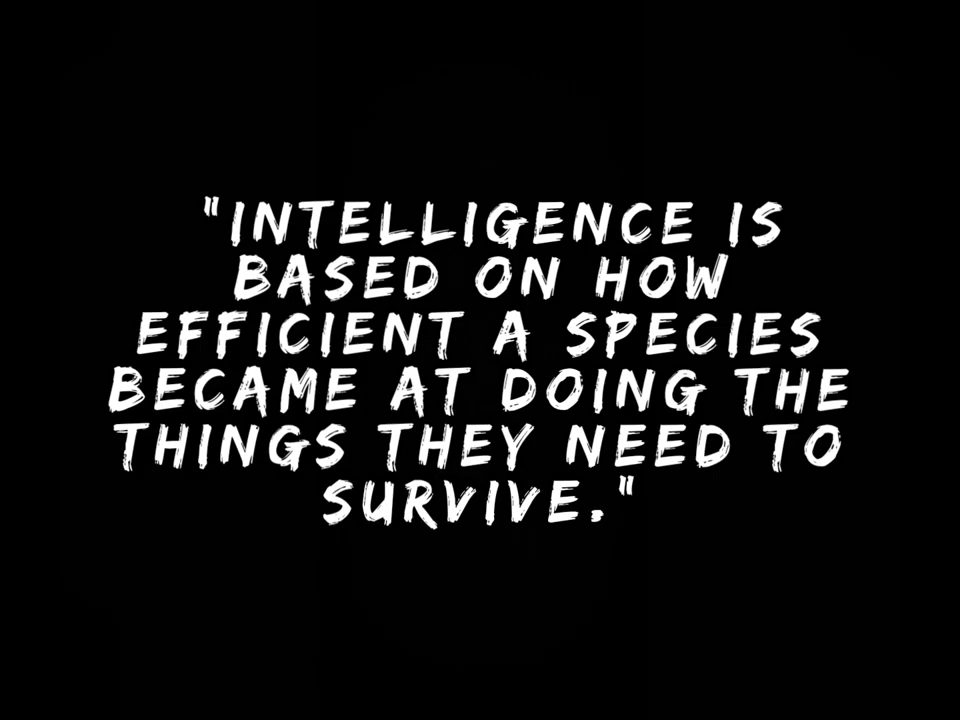 "INTELLIGENCE IS
BASED ON HOW
EFFICIENT A SPECIES
BECAME AT DOING THE
THINGS THEY NEED TO
SURVIVE."